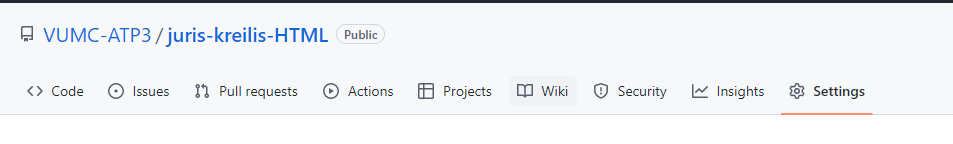 VUMC-ATP3 / juris-kreilis-HTML Public
Code Issues Pull requests Actions Projects Wiki Security Insights Settings